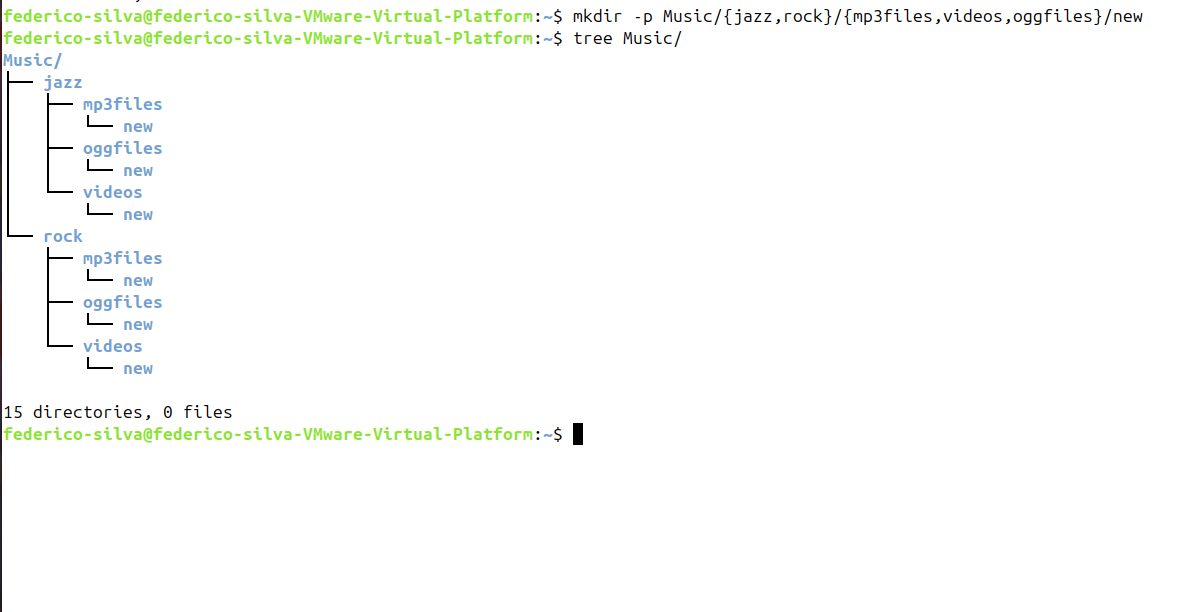 federico-silva@federico-silva-VMware-Virtual-Platform:~$ mkdir -p Music/{jazz,rock}/{mp3files,videos,oggfiles}/new
federico-silva@federico-silva-VMware-Virtual-Platform:~$ tree Music/
Music/
├── jazz
│   ├── mp3files
│   │   └── new
│   ├── oggfiles
│   │   └── new
│   └── videos
│       └── new
└── rock
    ├── mp3files
    │   └── new
    ├── oggfiles
    │   └── new
    └── videos
        └── new

15 directories, 0 files
federico-silva@federico-silva-VMware-Virtual-Platform:~$